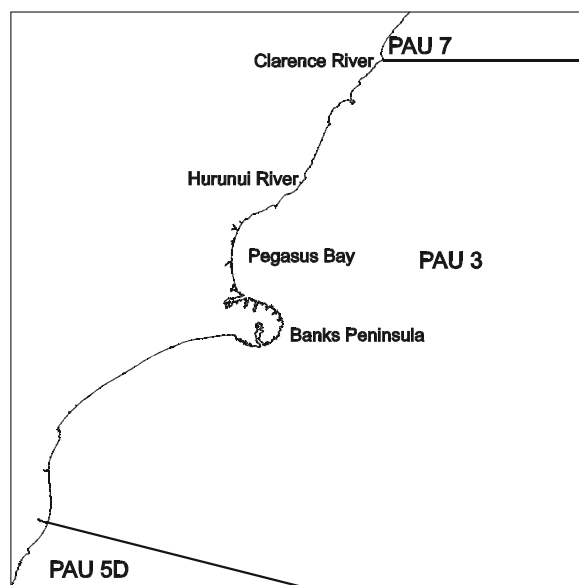 PAU 7
Clarence River
Hurunui River
Pegasus Bay
PAU 3
Banks Peninsula
PAU 5D